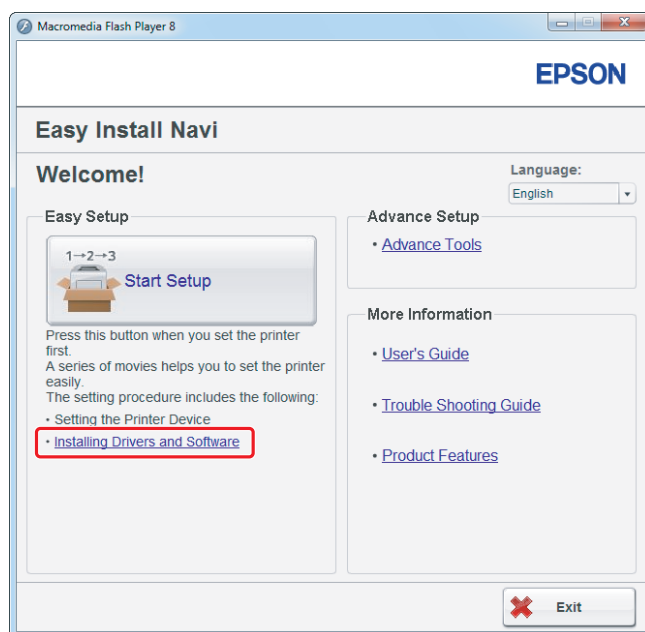 Macromedia Flash Player 8
EPSON
Easy Install Navi
Welcome!
Language:
English
Easy Setup
1→2→3
Start Setup
Press this button when you set the printer
first.
A series of movies helps you to set the printer
easily.
The setting procedure includes the following:
• Setting the Printer Device
• Installing Drivers and Software
Advance Setup
• Advance Tools
More Information
• User's Guide
• Trouble Shooting Guide
• Product Features
Exit